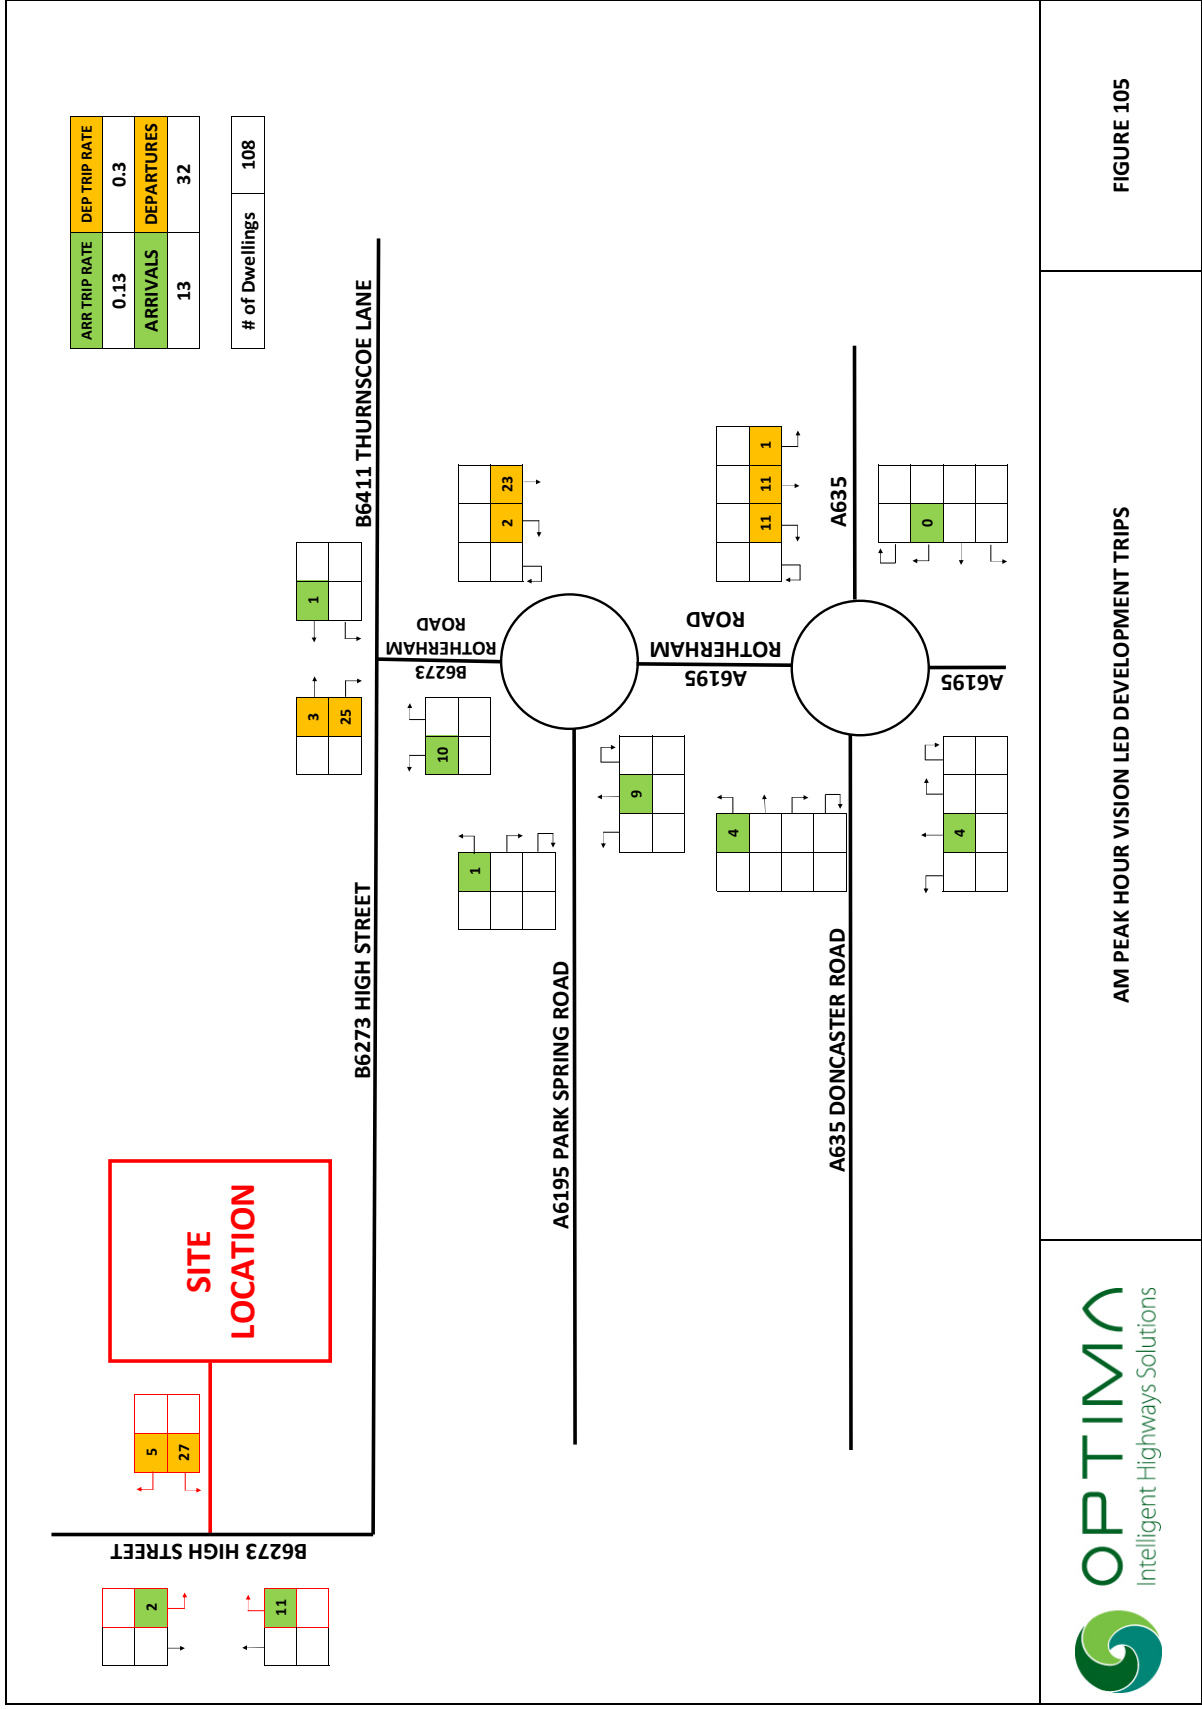 ARR TRIP RATE DEP TRIP RATE
0.13 0.3
ARRIVALS DEPARTURES
13 32
# of Dwellings 108
SITE
LOCATION
5
27
B6273 HIGH STREET
2
11
B6273 HIGH STREET
B6411 THURNSCOE LANE
3
25
1
B6273
ROTHERHAM
ROAD
10
2 23
1
9
A6195 PARK SPRING ROAD
A6195
ROTHERHAM
ROAD
11 11 1
4
A635 DONCASTER ROAD
A635
0
4
A6195
OPTIMA
Intelligent Highways Solutions
AM PEAK HOUR VISION LED DEVELOPMENT TRIPS
FIGURE 105